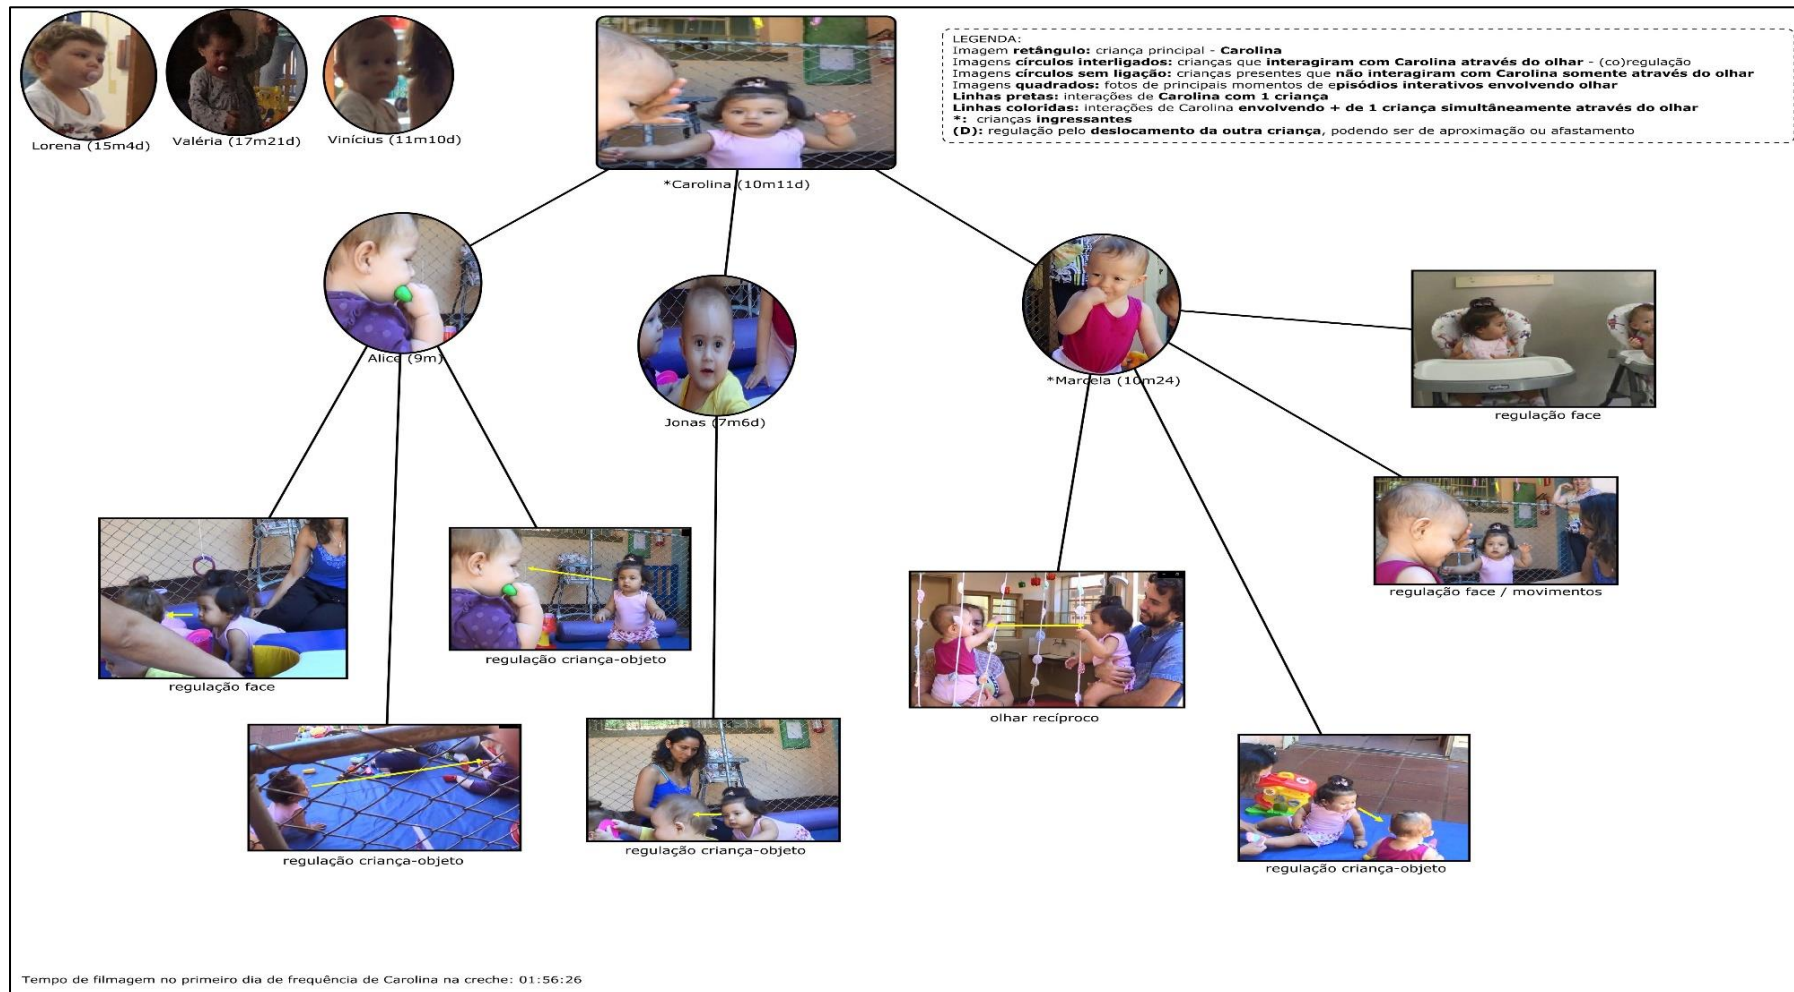 Lorena (15m4d)
Valéria (17m21d)
Vinícius (11m10d)
*Carolina (10m11d)
LEGENDA:
Imagem retângulo: criança principal - Carolina
Imagens círculos interligados: crianças que interagiram com Carolina através do olhar - (co)regulação
Imagens círculos sem ligação: crianças presentes que não interagiram com Carolina somente através do olhar
Imagens quadrados: fotos de principais momentos de episódios interativos envolvendo olhar
Linhas pretas: interações de Carolina com 1 criança
Linhas coloridas: interações de Carolina envolvendo + de 1 criança simultâneamente através do olhar
*: crianças ingressantes
(D): regulação pelo deslocamento da outra criança, podendo ser de aproximação ou afastamento
Alice (9m)
Jonas (7m6d)
*Marcela (10m24)
regulação face
regulação face / movimentos
regulação criança-objeto
regulação face
olhar recíproco
regulação criança-objeto
regulação criança-objeto
regulação criança-objeto
Tempo de filmagem no primeiro dia de frequência de Carolina na creche: 01:56:26